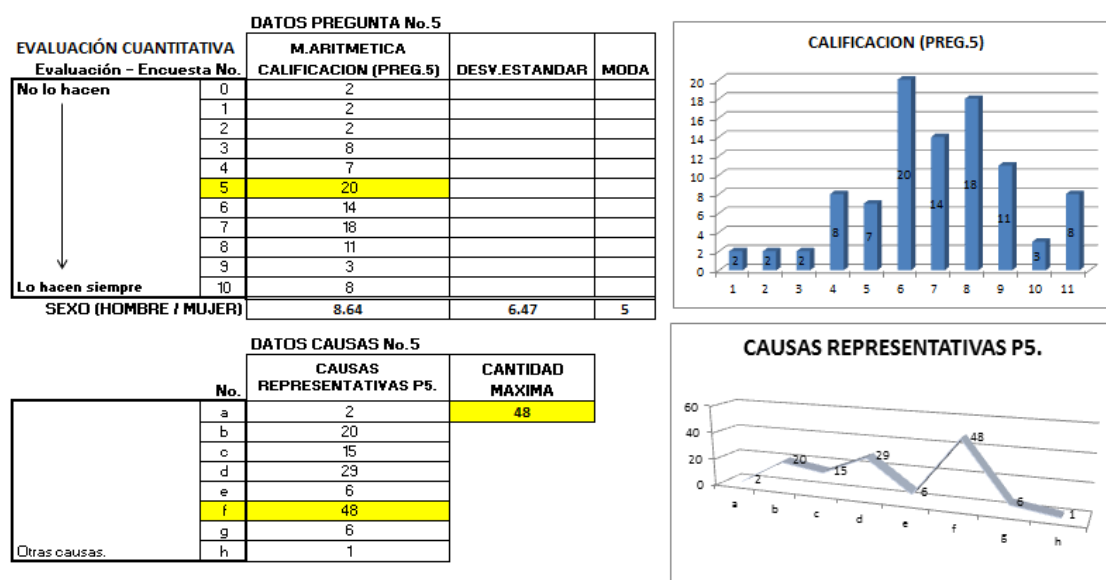 DATOS PREGUNTA No.5
EVALUACIÓN CUANTITATIVA
Evaluación - Encuesta No.
M.ARITMETICA
CALIFICACION (PREG.5)
DESV.ESTANDAR
MODA
No lo hacen 0 2
1 2
2 2
3 8
4 7
5 20
6 14
7 18
8 11
9 3
Lo hacen siempre 10 8
SEXO (HOMBRE / MUJER) 8.64 6.47 5
CALIFICACION (PREG.5)
20
18
16
14
12
10
8
6
4
2
0
2 2 2 8 7 20 14 18 11 3 8
1 2 3 4 5 6 7 8 9 10 11
DATOS CAUSAS No.5
No.
CAUSAS
REPRESENTATIVAS P5.
CANTIDAD
MAXIMA
a 2 48
b 20
c 15
d 29
e 6
f 48
g 6
Otras causas. h 1
CAUSAS REPRESENTATIVAS P5.
60
40
20
0
2 20 15 29 6 48 6 1
a b c d e f g h